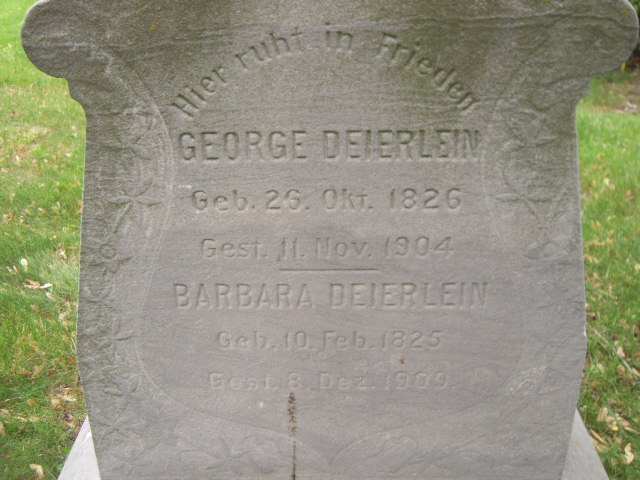 Hier ruht in Frieden
GEORGE DEIERLEIN
Geb. 26. Okt. 1826
Gest. 11. Nov. 1904
BARBARA DEIERLEIN
Geb. 10. Feb. 1825
Gest. 8. Dez. 1909.